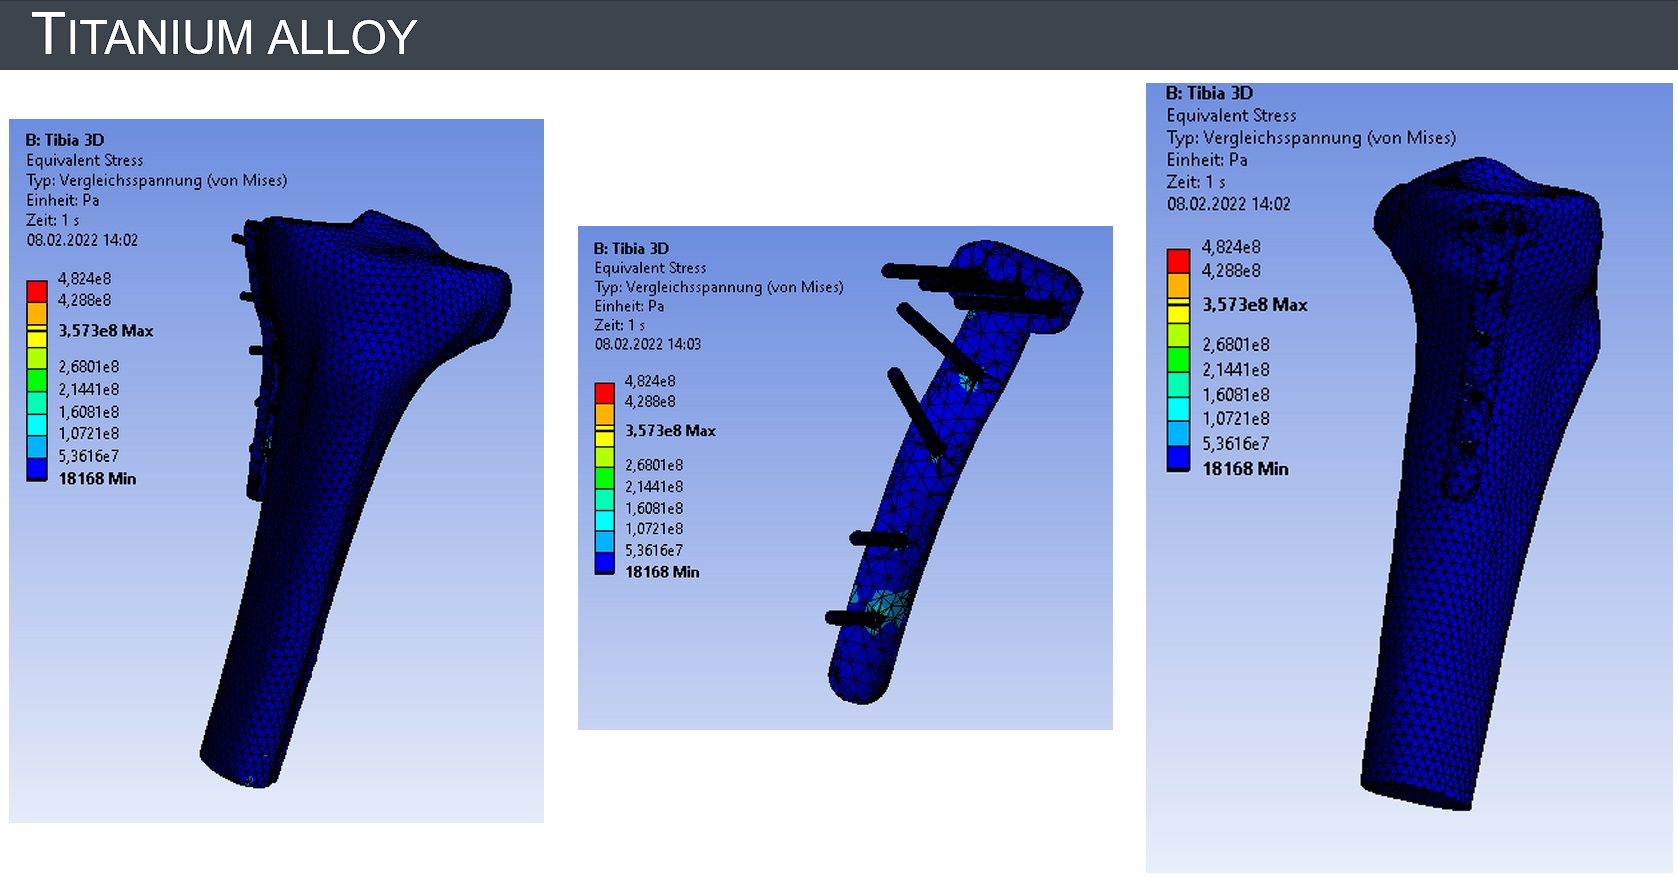 TITANIUM ALLOY
B: Tibia 3D
Equivalent Stress
Typ: Vergleichsspannung (von Mises)
Einheit: Pa
Zeit: 1 s
08.02.2022 14:02
4,824e8
4,288e8
3,573e8 Max
2,6801e8
2,1441e8
1,6081e8
1,0721e8
5,3616e7
18168 Min
B: Tibia 3D
Equivalent Stress
Typ: Vergleichsspannung (von Mises)
Einheit: Pa
Zeit: 1 s
08.02.2022 14:03
4,824e8
4,288e8
3,573e8 Max
2,6801e8
2,1441e8
1,6081e8
1,0721e8
5,3616e7
18168 Min
B: Tibia 3D
Equivalent Stress
Typ: Vergleichsspannung (von Mises)
Einheit: Pa
Zeit: 1 s
08.02.2022 14:02
4,824e8
4,288e8
3,573e8 Max
2,6801e8
2,1441e8
1,6081e8
1,0721e8
5,3616e7
18168 Min